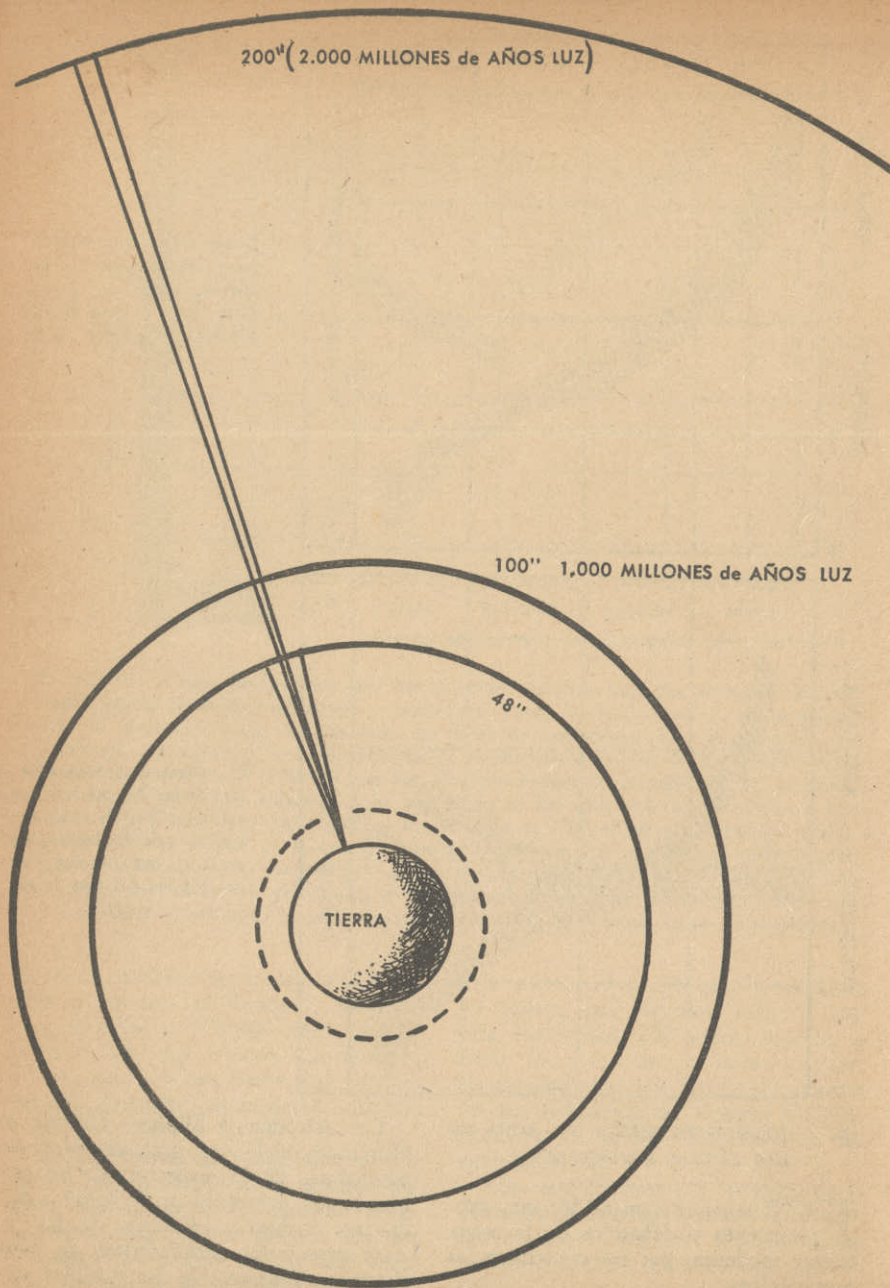 200" (2.000 MILLONES de AÑOS LUZ)
100" 1,000 MILLONES de AÑOS LUZ
48"
TIERRA